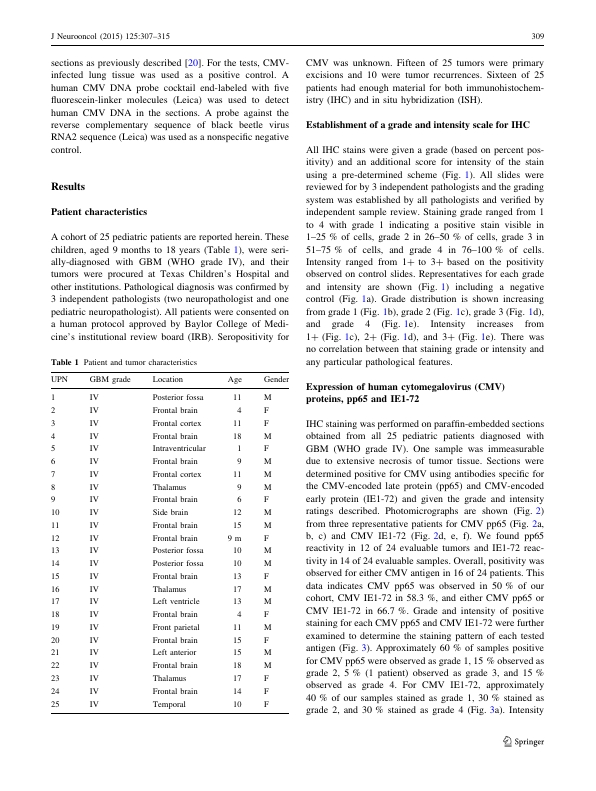 J Neurooncol (2015) 125:307–315
309
sections as previously described [20]. For the tests, CMV-
infected lung tissue was used as a positive control. A
human CMV DNA probe cocktail end-labeled with five
fluorescein-linker molecules (Leica) was used to detect
human CMV DNA in the sections. A probe against the
reverse complementary sequence of black beetle virus
RNA2 sequence (Leica) was used as a nonspecific negative
control.
Results
Patient characteristics
A cohort of 25 pediatric patients are reported herein. These
children, aged 9 months to 18 years (Table 1), were seri-
ally-diagnosed with GBM (WHO grade IV), and their
tumors were procured at Texas Children's Hospital and
other institutions. Pathological diagnosis was confirmed by
3 independent pathologists (two neuropathologist and one
pediatric neuropathologist). All patients were consented on
a human protocol approved by Baylor College of Medi-
cine's institutional review board (IRB). Seropositivity for
Table 1 Patient and tumor characteristics
UPN GBM grade Location Age Gender
1 IV Posterior fossa 11 M
2 IV Frontal brain 4 F
3 IV Frontal cortex 11 F
4 IV Frontal brain 18 M
5 IV Intraventricular 1 F
6 IV Frontal brain 9 M
7 IV Frontal cortex 11 M
8 IV Thalamus 9 M
9 IV Frontal brain 6 F
10 IV Side brain 12 M
11 IV Frontal brain 15 M
12 IV Frontal brain 9 m F
13 IV Posterior fossa 10 M
14 IV Posterior fossa 10 M
15 IV Frontal brain 13 F
16 IV Thalamus 17 M
17 IV Left ventricle 13 M
18 IV Frontal brain 4 F
19 IV Front parietal 11 M
20 IV Frontal brain 15 F
21 IV Left anterior 15 M
22 IV Frontal brain 18 M
23 IV Thalamus 17 F
24 IV Frontal brain 14 F
25 IV Temporal 10 F
CMV was unknown. Fifteen of 25 tumors were primary
excisions and 10 were tumor recurrences. Sixteen of 25
patients had enough material for both immunohistochem-
istry (IHC) and in situ hybridization (ISH).
Establishment of a grade and intensity scale for IHC
All IHC stains were given a grade (based on percent pos-
itivity) and an additional score for intensity of the stain
using a pre-determined scheme (Fig. 1). All slides were
reviewed for by 3 independent pathologists and the grading
system was established by all pathologists and verified by
independent sample review. Staining grade ranged from 1
to 4 with grade 1 indicating a positive stain visible in
1–25 % of cells, grade 2 in 26–50 % of cells, grade 3 in
51–75 % of cells, and grade 4 in 76–100 % of cells.
Intensity ranged from 1+ to 3+ based on the positivity
observed on control slides. Representatives for each grade
and intensity are shown (Fig. 1) including a negative
control (Fig. 1a). Grade distribution is shown increasing
from grade 1 (Fig. 1b), grade 2 (Fig. 1c), grade 3 (Fig. 1d),
and grade 4 (Fig. 1e). Intensity increases from
1+ (Fig. 1c), 2+ (Fig. 1d), and 3+ (Fig. 1e). There was
no correlation between that staining grade or intensity and
any particular pathological features.
Expression of human cytomegalovirus (CMV)
proteins, pp65 and IE1-72
IHC staining was performed on paraffin-embedded sections
obtained from all 25 pediatric patients diagnosed with
GBM (WHO grade IV). One sample was immeasurable
due to extensive necrosis of tumor tissue. Sections were
determined positive for CMV using antibodies specific for
the CMV-encoded late protein (pp65) and CMV-encoded
early protein (IE1-72) and given the grade and intensity
ratings described. Photomicrographs are shown (Fig. 2)
from three representative patients for CMV pp65 (Fig. 2a,
b, c) and CMV IE1-72 (Fig. 2d, e, f). We found pp65
reactivity in 12 of 24 evaluable tumors and IE1-72 reac-
tivity in 14 of 24 evaluable samples. Overall, positivity was
observed for either CMV antigen in 16 of 24 patients. This
data indicates CMV pp65 was observed in 50 % of our
cohort, CMV IE1-72 in 58.3 %, and either CMV pp65 or
CMV IE1-72 in 66.7 %. Grade and intensity of positive
staining for each CMV pp65 and CMV IE1-72 were further
examined to determine the staining pattern of each tested
antigen (Fig. 3). Approximately 60 % of samples positive
for CMV pp65 were observed as grade 1, 15 % observed as
grade 2, 5 % (1 patient) observed as grade 3, and 15 %
observed as grade 4. For CMV IE1-72, approximately
40 % of our samples stained as grade 1, 30 % stained as
grade 2, and 30 % stained as grade 4 (Fig. 3a). Intensity
Springer